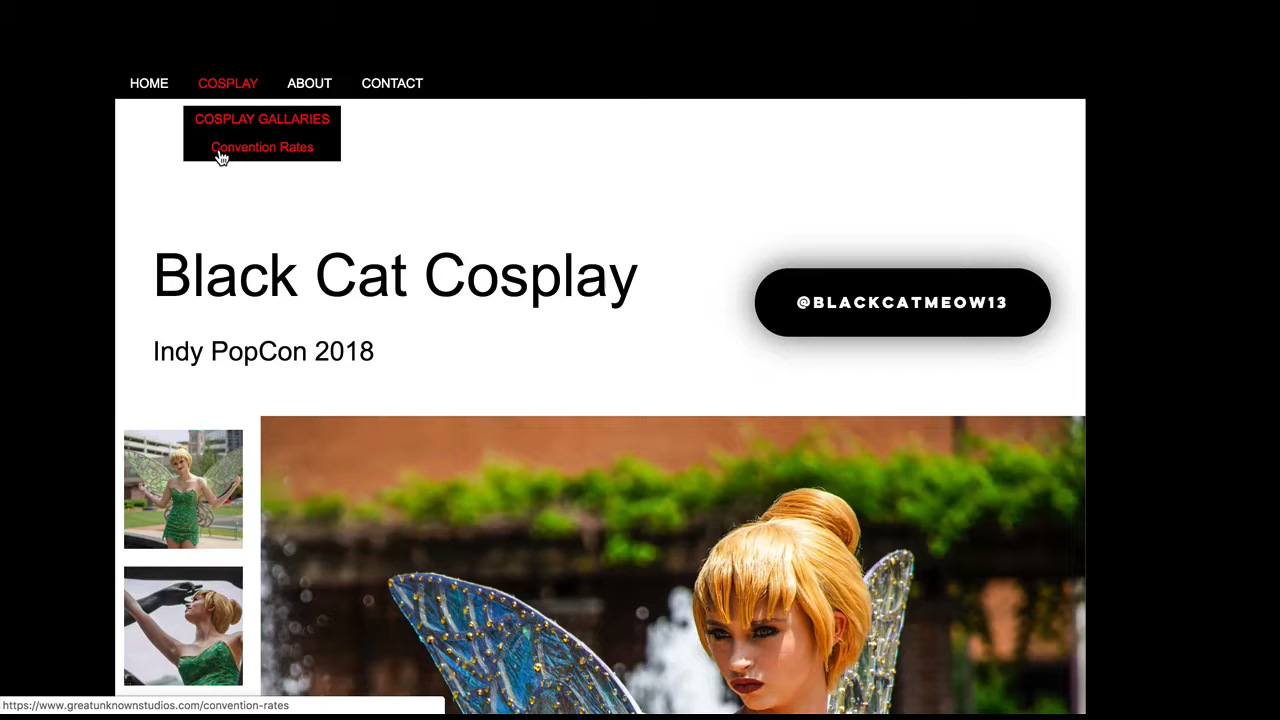 HOME COSPLAY ABOUT CONTACT
COSPLAY GALLARIES
Convention Rates
Black Cat Cosplay
@BLACKCATMEOW13
Indy PopCon 2018
https://www.greatunknownstudios.com/convention-rates